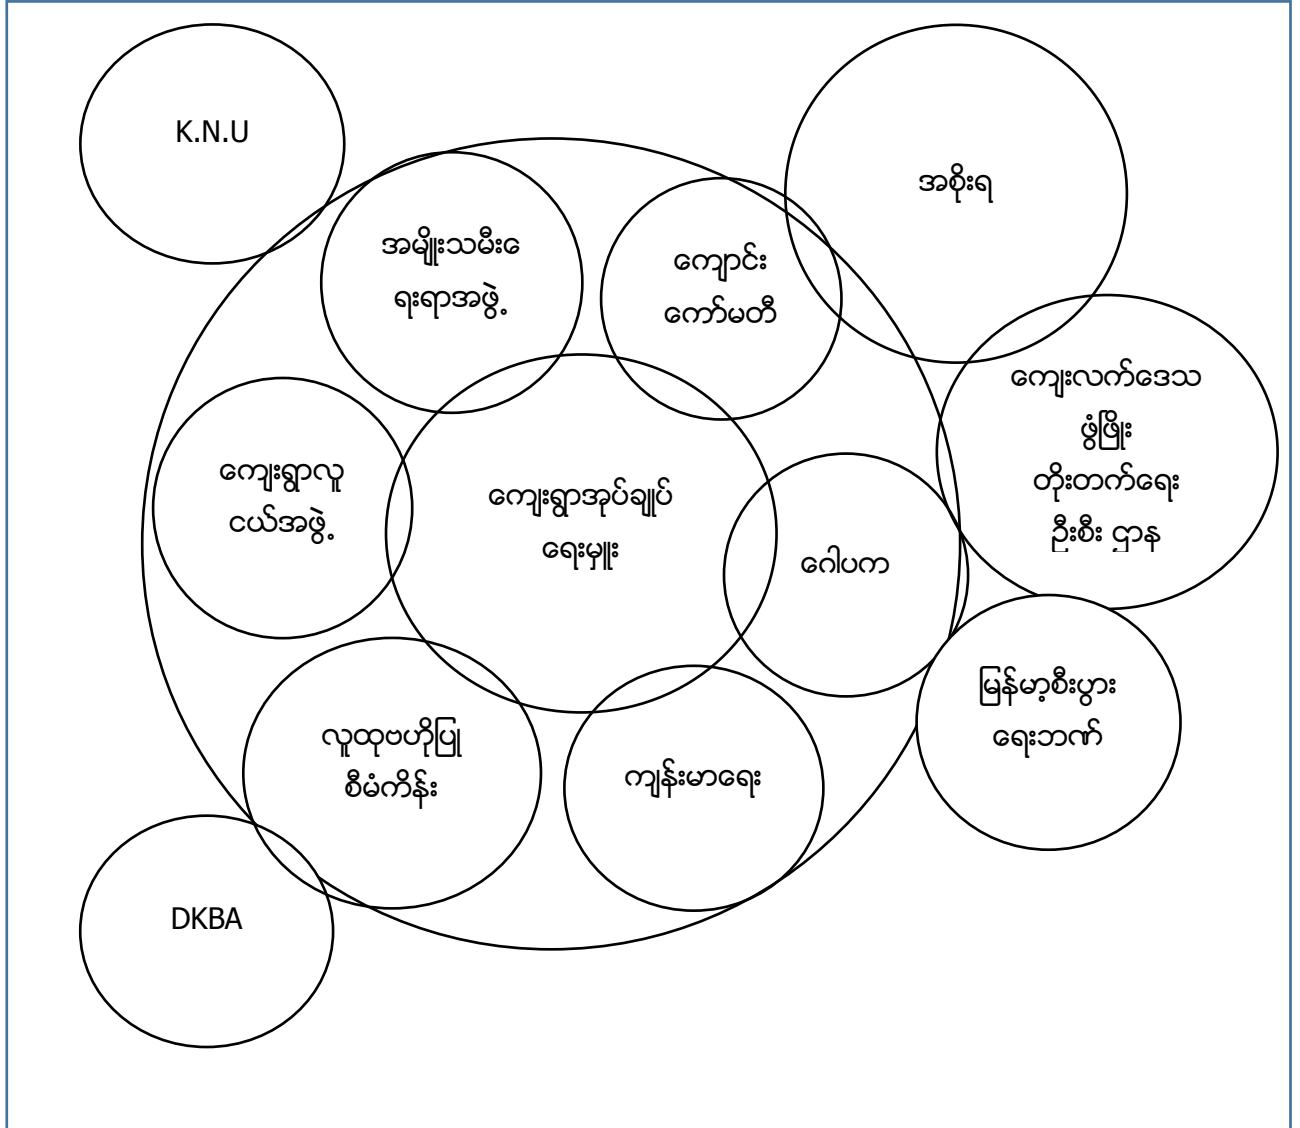 K.N.U
အစိုးရ
အမျိုးသမီးေ
ရးရာအဖွဲ့
ကျောင်း
ကော်မတီ
ကျေးလက်ဒေသ
ဖွံဖြိုး
တိုးတက်ရေး
ဦးစီး ဌာန
ကျေးရွာလူ
ငယ်အဖွဲ့
ကျေးရွာအုပ်ချုပ်
ရေးမှူး
ဂေါပက
မြန်မာ့စီးပွား
ရေးဘဏ်
လူထုဗဟိုပြု
စီမံကိန်း
ကျန်းမာရေး
DKBA